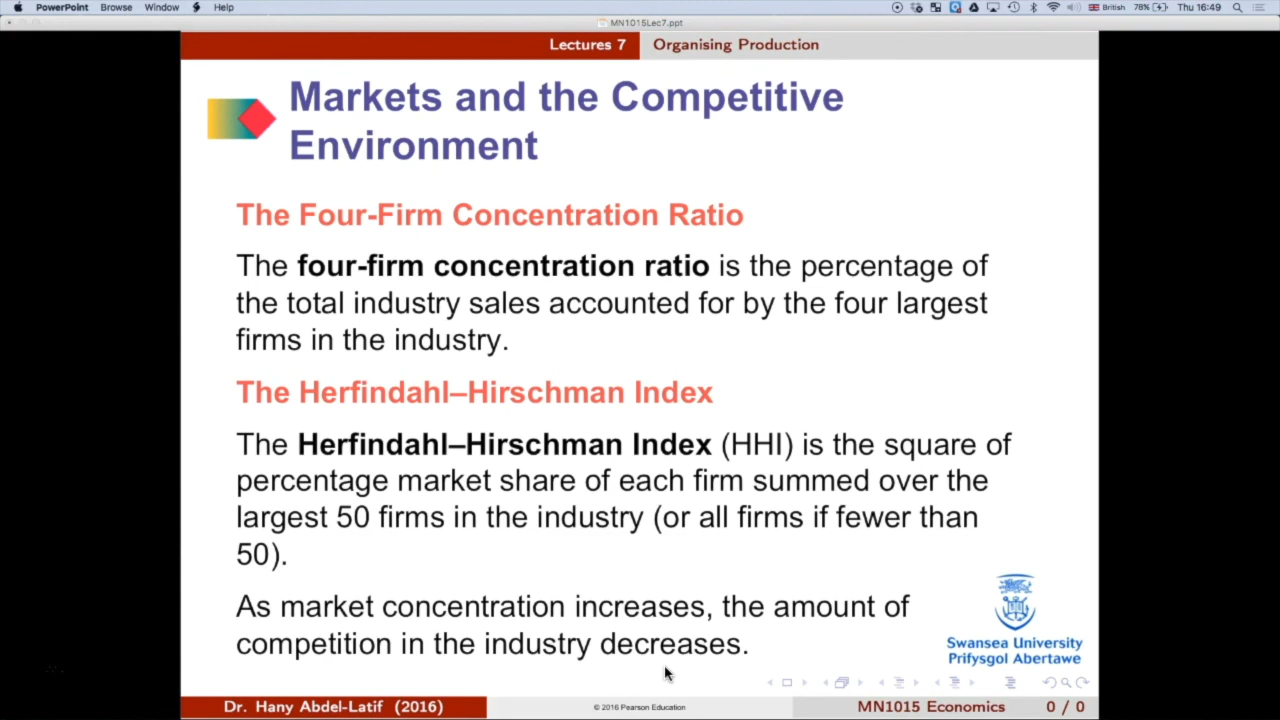 PowerPoint Browse Window Help British 78% Thu 16:49
MN1015Lec7.ppt
Lectures 7 Organising Production
Markets and the Competitive
Environment
The Four-Firm Concentration Ratio
The four-firm concentration ratio is the percentage of
the total industry sales accounted for by the four largest
firms in the industry.
The Herfindahl–Hirschman Index
The Herfindahl–Hirschman Index (HHI) is the square of
percentage market share of each firm summed over the
largest 50 firms in the industry (or all firms if fewer than
50).
As market concentration increases, the amount of
competition in the industry decreases.
Swansea University
Prifysgol Abertawe
Dr. Hany Abdel-Latif (2016) © 2016 Pearson Education MN1015 Economics 0 / 0